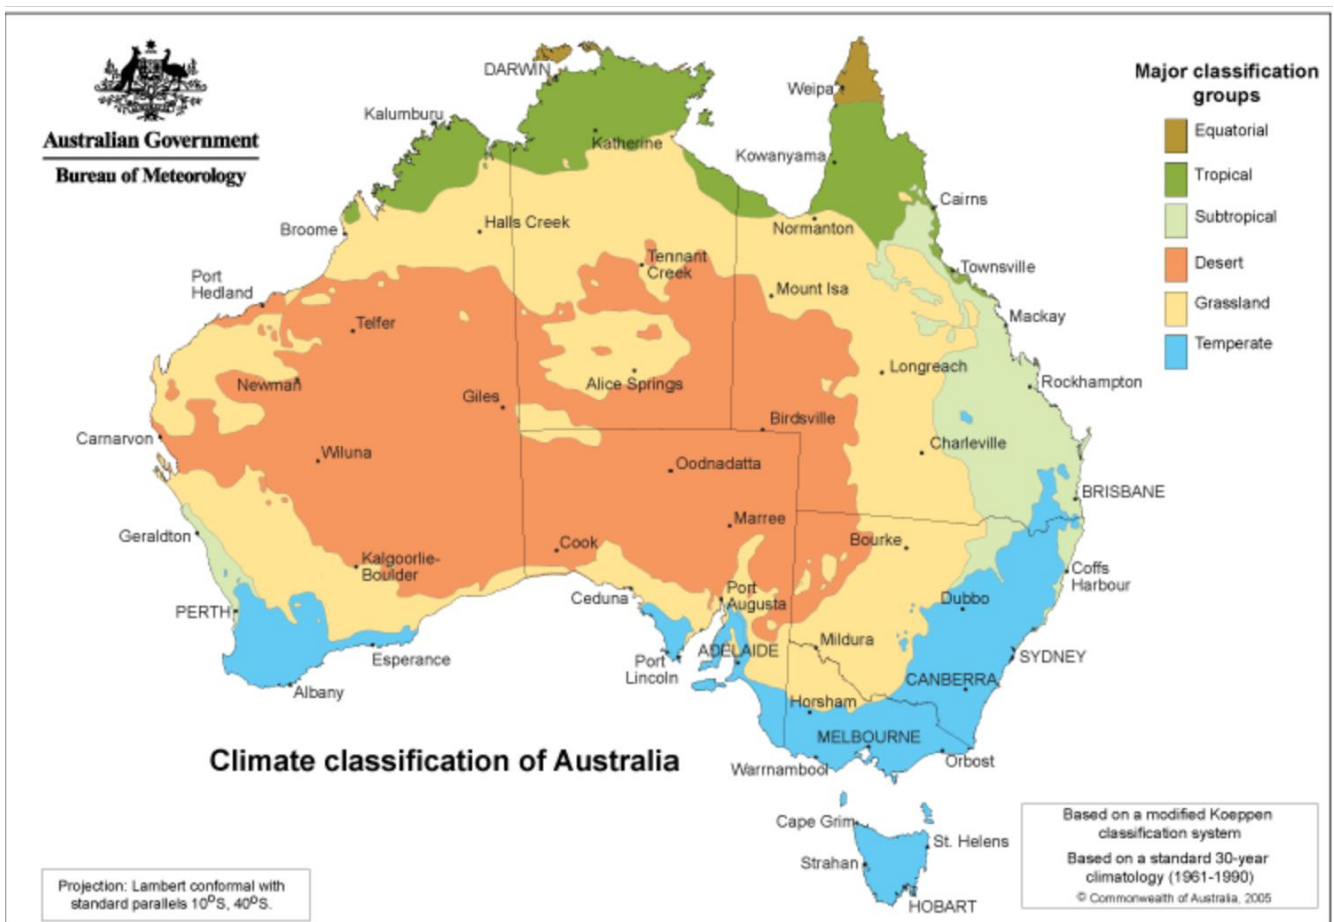 Australian Government
Bureau of Meteorology
Major classification
groups
Equatorial
Tropical
Subtropical
Desert
Grassland
Temperate
DARWIN
Weipa
Kalumburu
Katherine
Kowanyama
Cairns
Halls Creek
Broome
Normanton
Tennant
Creek
Townsville
Port
Hedland
Mount Isa
Telfer
Mackay
Longreach
Newman
Alice Springs
Rockhampton
Giles
Birdsville
Carnarvon
Charleville
Wiluna
Oodnadatta
BRISBANE
Marree
Geraldton
Cook
Bourke
Kalgoorlie-
Boulder
Coffs
Harbour
Port
Augusta
Ceduna
Dubbo
PERTH
Mildura
ADELAIDE
SYDNEY
Esperance
Port
Lincoln
CANBERRA
Albany
Horsham
MELBOURNE
Climate classification of Australia
Warrnambool
Orbost
Cape Grim
St. Helens
Strahan
HOBART
Based on a modified Koeppen
classification system
Based on a standard 30-year
climatology (1961-1990)
© Commonwealth of Australia, 2005
Projection: Lambert conformal with
standard parallels 10ºS, 40ºS.